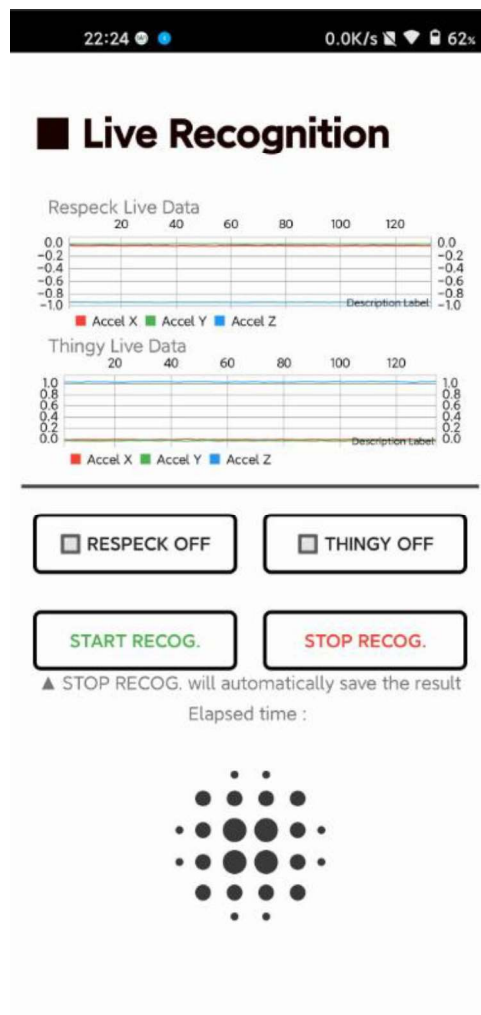 22:24 0.0K/s 62%
Live Recognition
Respeck Live Data
20 40 60 80 100 120
0.0 0.0
-0.2 -0.2
-0.4 -0.4
-0.6 -0.6
-0.8 -0.8
-1.0 Description Label -1.0
Accel X Accel Y Accel Z
Thingy Live Data
20 40 60 80 100 120
1.0 1.0
0.8 0.8
0.6 0.6
0.4 0.4
0.2 0.2
0.0 Description Label 0.0
Accel X Accel Y Accel Z
RESPECK OFF THINGY OFF
START RECOG. STOP RECOG.
▲ STOP RECOG. will automatically save the result
Elapsed time :